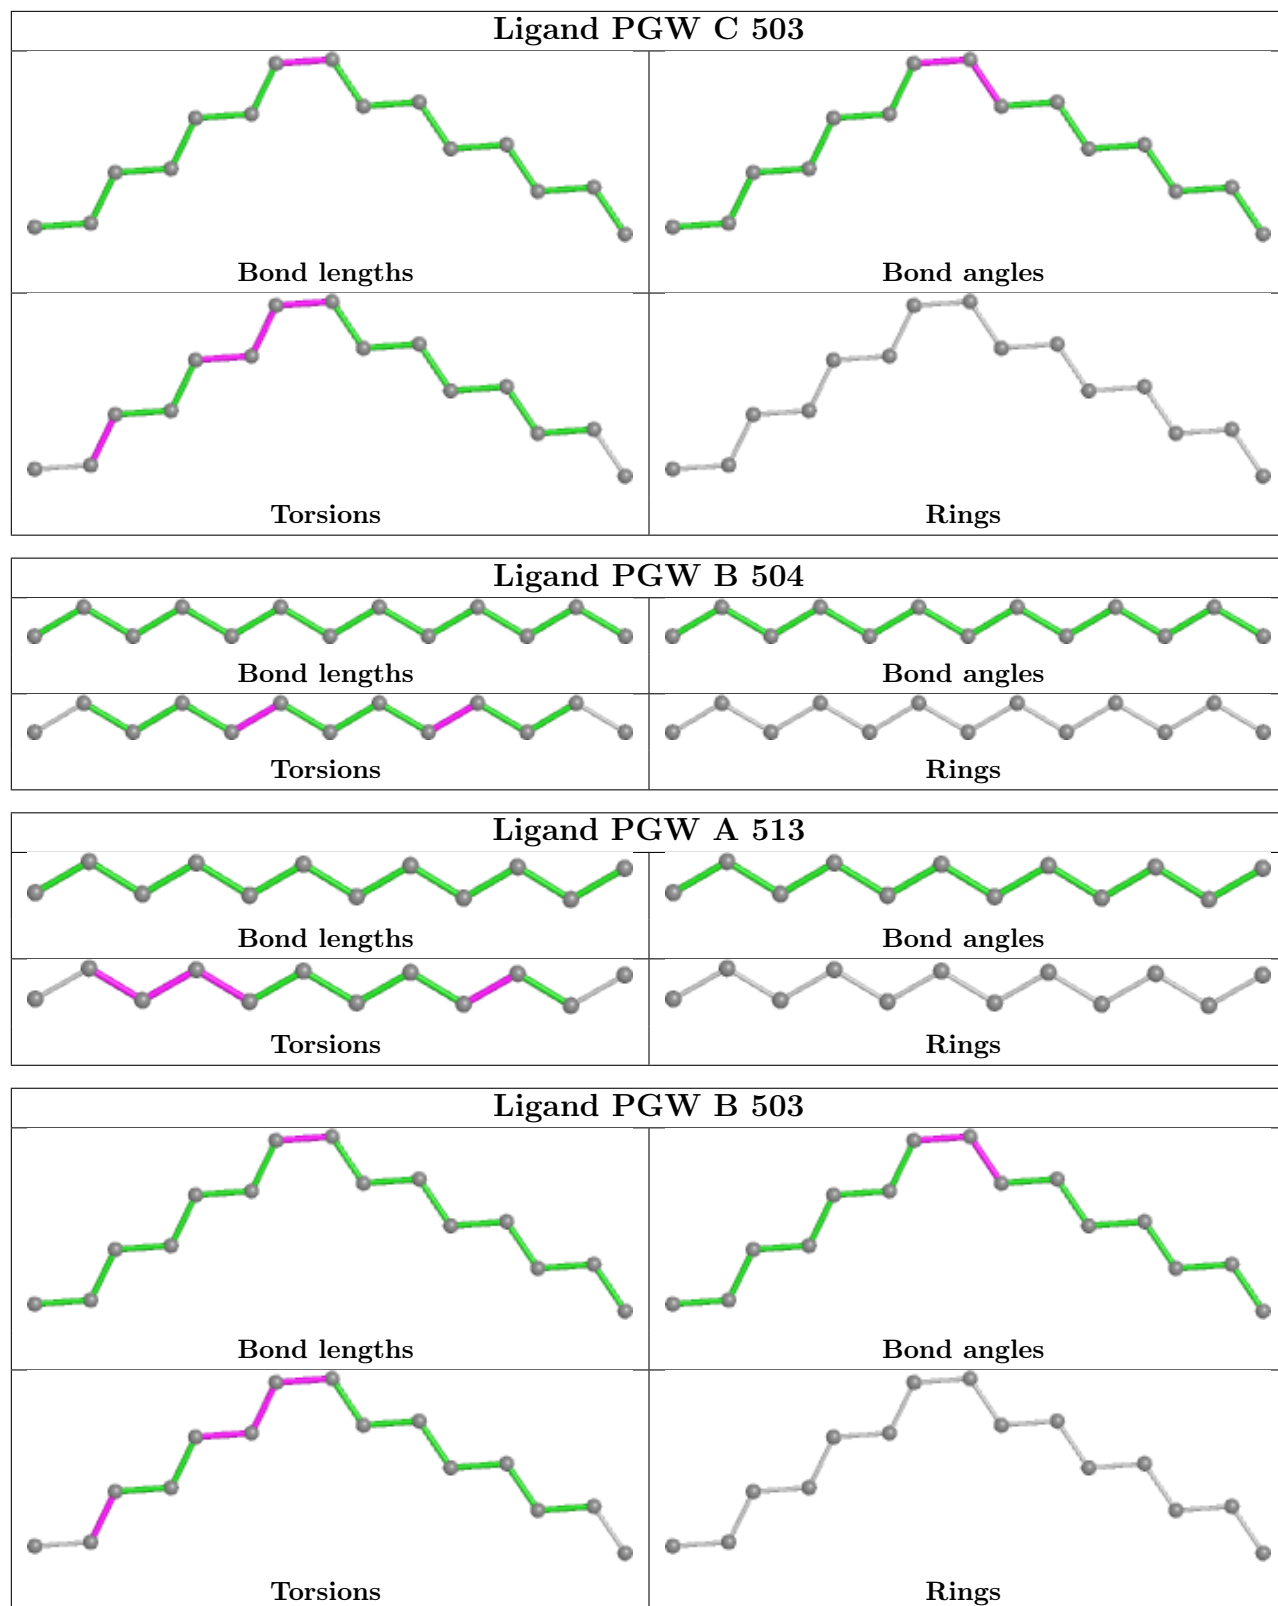 Ligand PGW C 503
Bond lengths
Bond angles
Torsions
Rings
Ligand PGW B 504
Bond lengths
Bond angles
Torsions
Rings
Ligand PGW A 513
Bond lengths
Bond angles
Torsions
Rings
Ligand PGW B 503
Bond lengths
Bond angles
Torsions
Rings